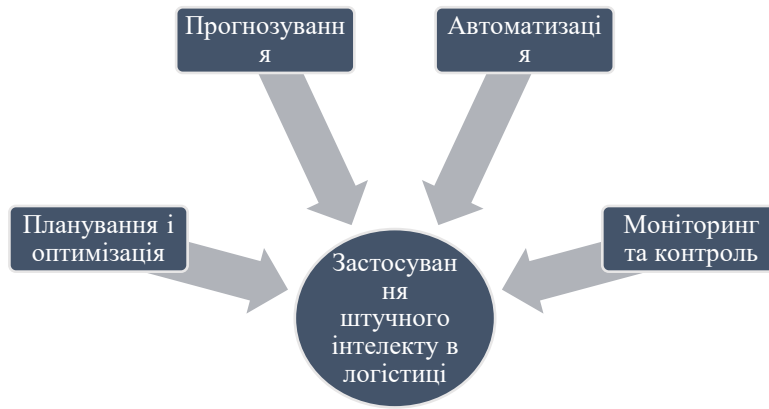 Прогнозуванн
я
Автоматизаці
я
Планування і
оптимізація
Моніторинг
та контроль
Застосуван
ня
штучного
інтелекту в
логістиці